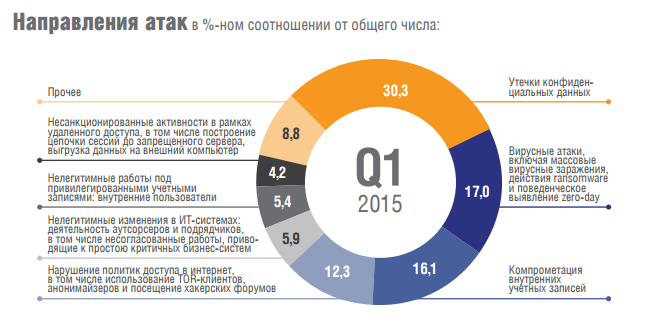 Направления атак в %-ном соотношении от общего числа:
Прочее
Несанкционированные активности в рамках
удаленного доступа, в том числе построение
цепочки сессий до запрещенного сервера,
выгрузка данных на внешний компьютер
Нелегитимные работы под
привилегированными учетными
записями: внутренние пользователи
Нелегитимные изменения в ИТ-системах:
деятельность аутсорсеров и подрядчиков,
в том числе несогласованные работы, приво-
дящие к простою критичных бизнес-систем
Нарушение политик доступа в интернет,
в том числе использование TOR-клиентов,
анонимайзеров и посещение хакерских форумов
30,3
8,8
4,2
5,4
5,9
12,3
16,1
17,0
Q1
2015
Утечки конфиден-
циальных данных
Вирусные атаки,
включая массовые
вирусные заражения,
действия ransomware
и поведенческое
выявление zero-day
Компрометация
внутренних
учетных записей